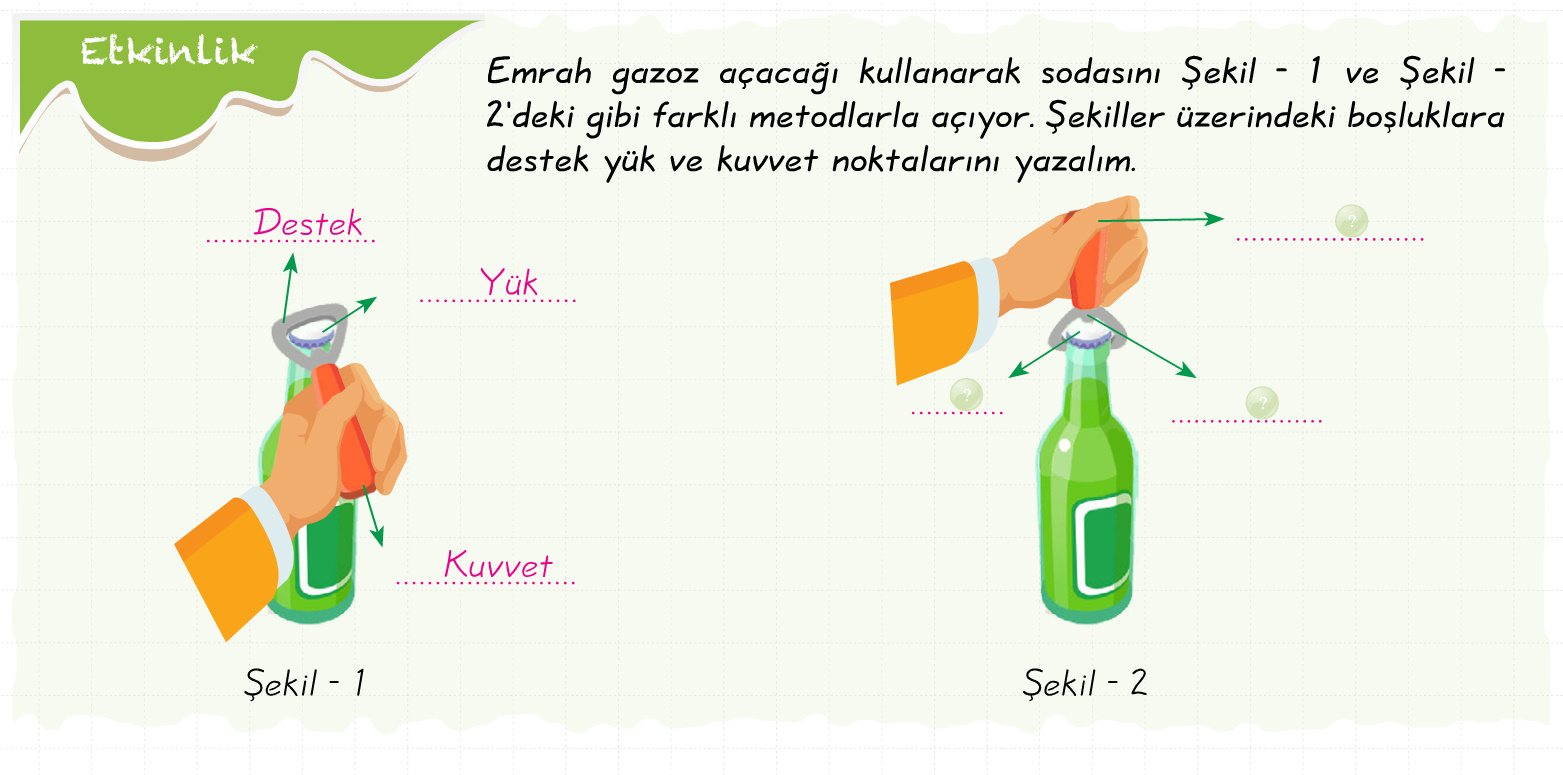 Etkinlik
Emrah gazoz açacağı kullanarak sodasını Şekil - 1 ve Şekil -
2'deki gibi farklı metodlarla açıyor. Şekiller üzerindeki boşluklara
destek yük ve kuvvet noktalarını yazalım.
Destek
Yük
Kuvvet
Şekil - 1
?
?
?
Şekil - 2